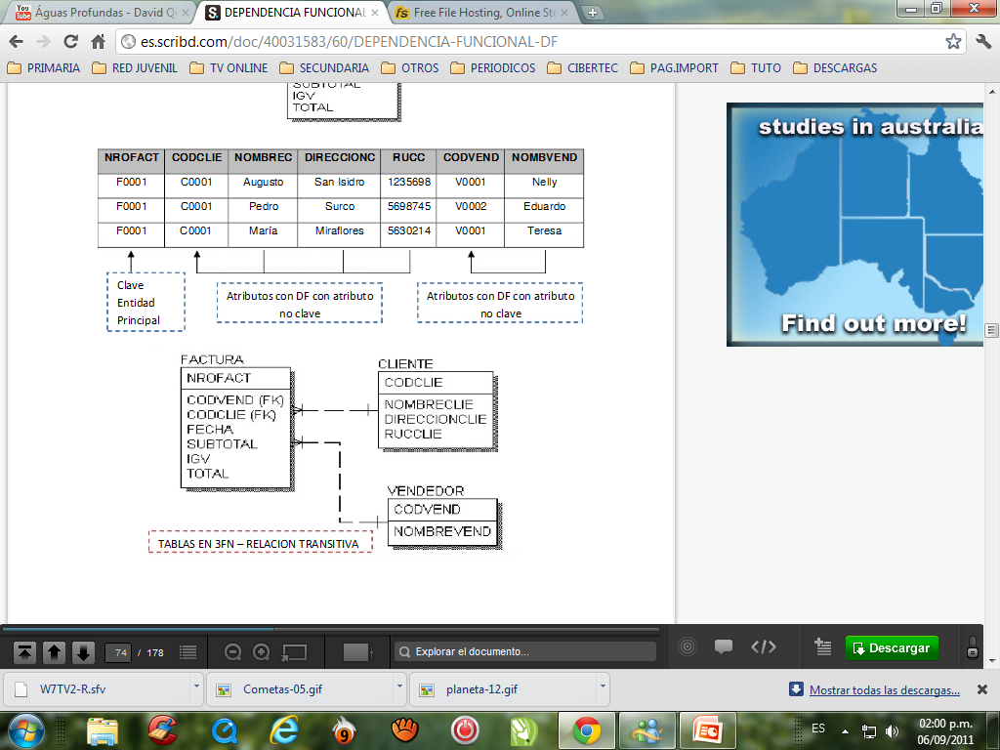 Águas Profundas - David Qu
DEPENDENCIA FUNCIONAL
Free File Hosting, Online Sto
es.scribd.com/doc/40031583/60/DEPENDENCIA-FUNCIONAL-DF
PRIMARIA RED JUVENIL TV ONLINE SECUNDARIA OTROS PERIODICOS CIBERTEC PAG.IMPORT TUTO DESCARGAS
SUBTOTAL
IGV
TOTAL
studies in australia
Find out more!
NROFACT CODCLIE NOMBREC DIRECCIONC RUCC CODVEND NOMBVEND
F0001 C0001 Augusto San Isidro 1235698 V0001 Nelly
F0001 C0001 Pedro Surco 5698745 V0002 Eduardo
F0001 C0001 María Miraflores 5630214 V0001 Teresa
Clave
Entidad
Principal
Atributos con DF con atributo
no clave
Atributos con DF con atributo
no clave
FACTURA
NROFACT
CODVEND (FK)
CODCLIE (FK)
FECHA
SUBTOTAL
IGV
TOTAL
CLIENTE
CODCLIE
NOMBRECLIE
DIRECCIONCLIE
RUCCLIE
VENDEDOR
CODVEND
NOMBREVEND
TABLAS EN 3FN – RELACION TRANSITIVA
74 / 178
Explorar el documento...
Descargar
W7TV2-R.sfv
Cometas-05.gif
planeta-12.gif
Mostrar todas las descargas...
ES
02:00 p.m.
06/09/2011